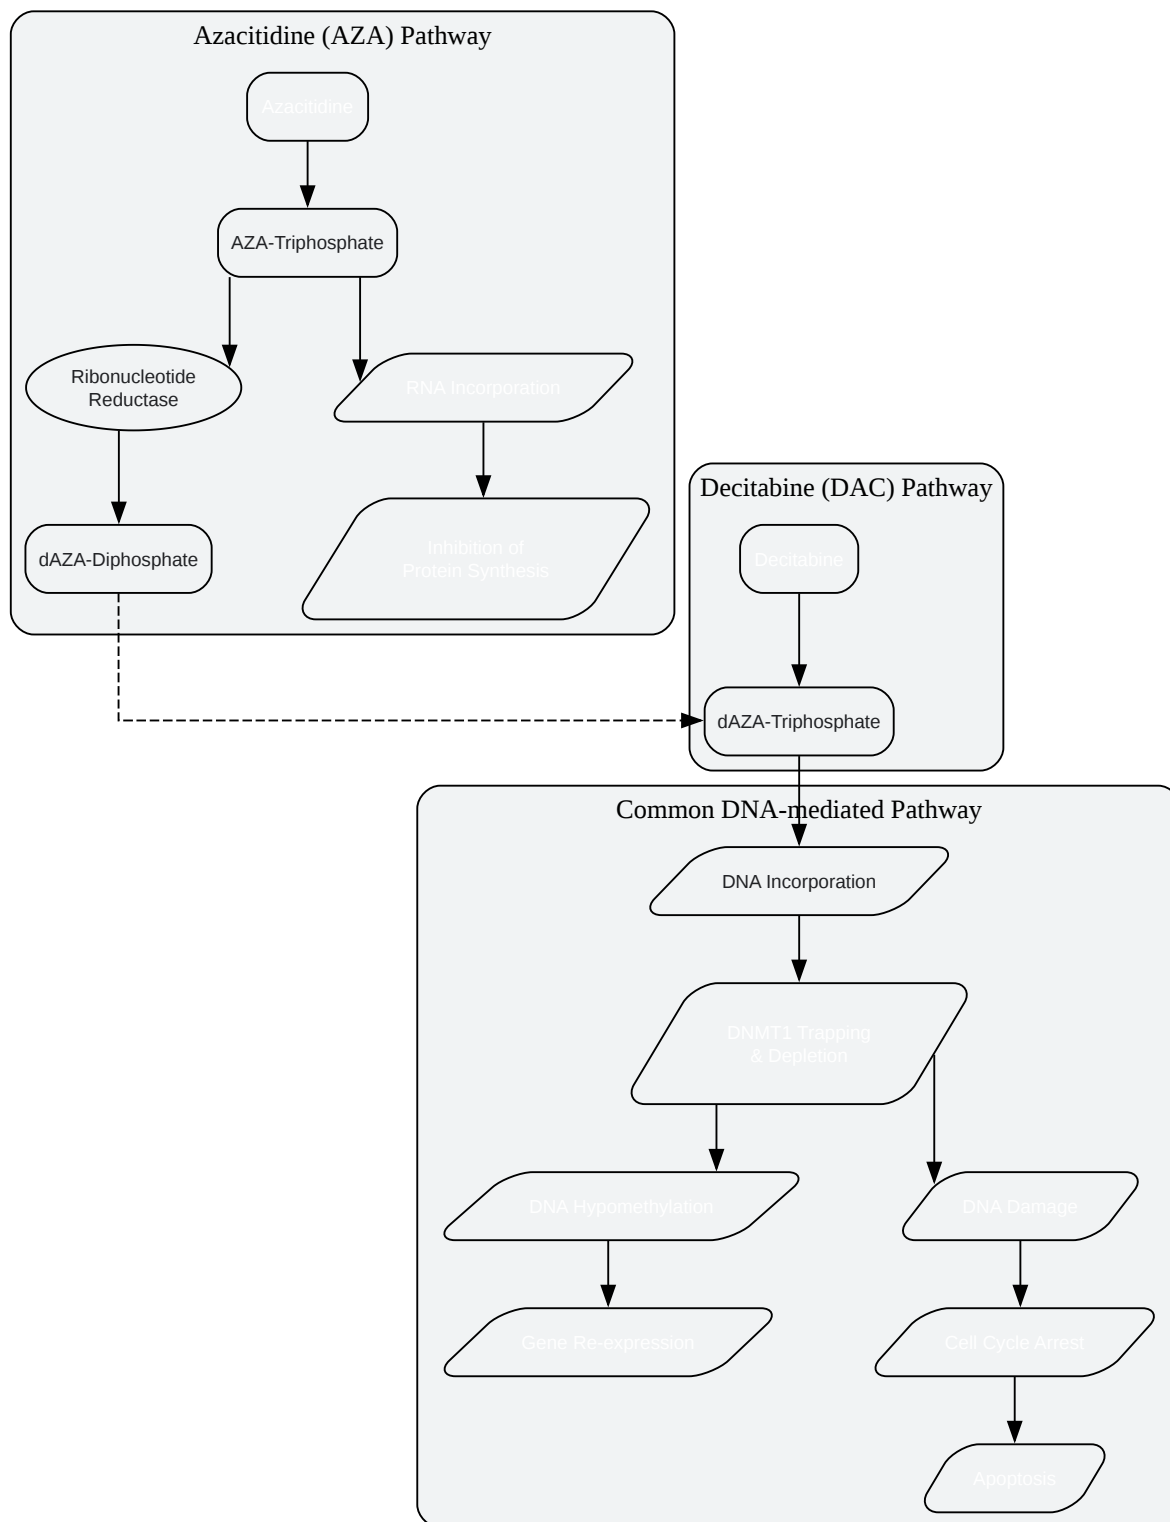 Azacitidine (AZA) Pathway
Azacitidine
AZA-Triphosphate
Ribonucleotide
Reductase
RNA Incorporation
dAZA-Diphosphate
Inhibition of
Protein Synthesis
Decitabine (DAC) Pathway
Decitabine
dAZA-Triphosphate
Common DNA-mediated Pathway
DNA Incorporation
DNMT1 Trapping
& Depletion
DNA Hypomethylation
DNA Damage
Gene Re-expression
Cell Cycle Arrest
Apoptosis